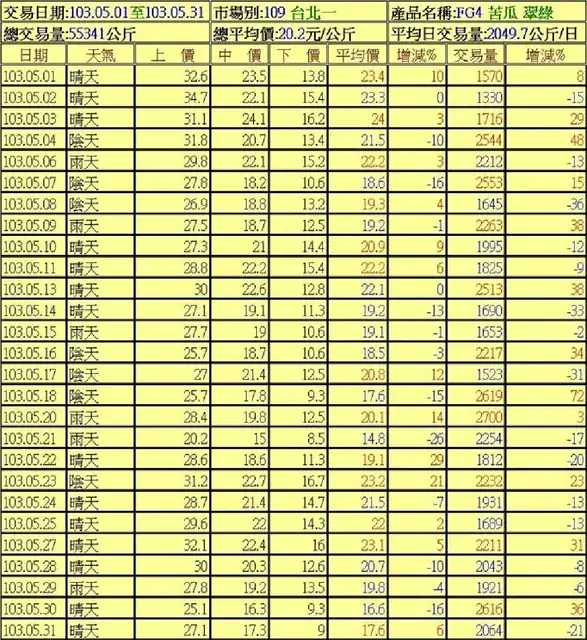 交易日期:103.05.01至103.05.31 市場別:109 台北一 產品名稱:FG4 苦瓜 翠綠
總交易量:55341公斤 總平均價:20.2元/公斤 平均日交易量:2049.7公斤/日
日期 天氣 上 價 中 價 下 價 平均價 增減% 交易量 增減%
103.05.01 晴天 32.6 23.5 13.8 23.4 10 1570 8
103.05.02 晴天 34.7 22.1 15.4 23.3 0 1330 -15
103.05.03 晴天 31.1 24.1 16.2 24 3 1716 29
103.05.04 陰天 31.8 20.7 13.4 21.5 -10 2544 48
103.05.06 雨天 29.8 22.1 15.2 22.2 3 2212 -13
103.05.07 陰天 27.8 18.2 10.6 18.6 -16 2553 15
103.05.08 陰天 26.9 18.8 13.2 19.3 4 1645 -36
103.05.09 雨天 27.5 18.7 12.5 19.2 -1 2263 38
103.05.10 晴天 27.3 21 14.4 20.9 9 1995 -12
103.05.11 晴天 28.8 22.2 15.4 22.2 6 1825 -9
103.05.13 晴天 30 22.6 12.8 22.1 0 2513 38
103.05.14 晴天 27.1 19.1 11.3 19.2 -13 1690 -33
103.05.15 雨天 27.7 19 10.6 19.1 -1 1653 -2
103.05.16 陰天 25.7 18.7 10.6 18.5 -3 2217 34
103.05.17 陰天 27 21.4 12.5 20.8 12 1523 -31
103.05.18 陰天 25.7 17.8 9.3 17.6 -15 2619 72
103.05.20 雨天 28.4 19.8 12.5 20.1 14 2700 3
103.05.21 雨天 20.2 15 8.5 14.8 -26 2254 -17
103.05.22 晴天 28.6 18.6 11.3 19.1 29 1812 -20
103.05.23 陰天 31.2 22.7 16.7 23.2 21 2232 23
103.05.24 晴天 28.7 21.4 14.7 21.5 -7 1931 -13
103.05.25 晴天 29.6 22 14.3 22 2 1689 -13
103.05.27 晴天 32.1 22.4 16 23.1 5 2211 31
103.05.28 晴天 30 20.3 12.6 20.7 -10 2043 -8
103.05.29 雨天 27.8 19.2 13.5 19.8 -4 1921 -6
103.05.30 晴天 25.1 16.3 9.3 16.6 -16 2616 36
103.05.31 晴天 27.1 17.3 9 17.6 6 2064 -21